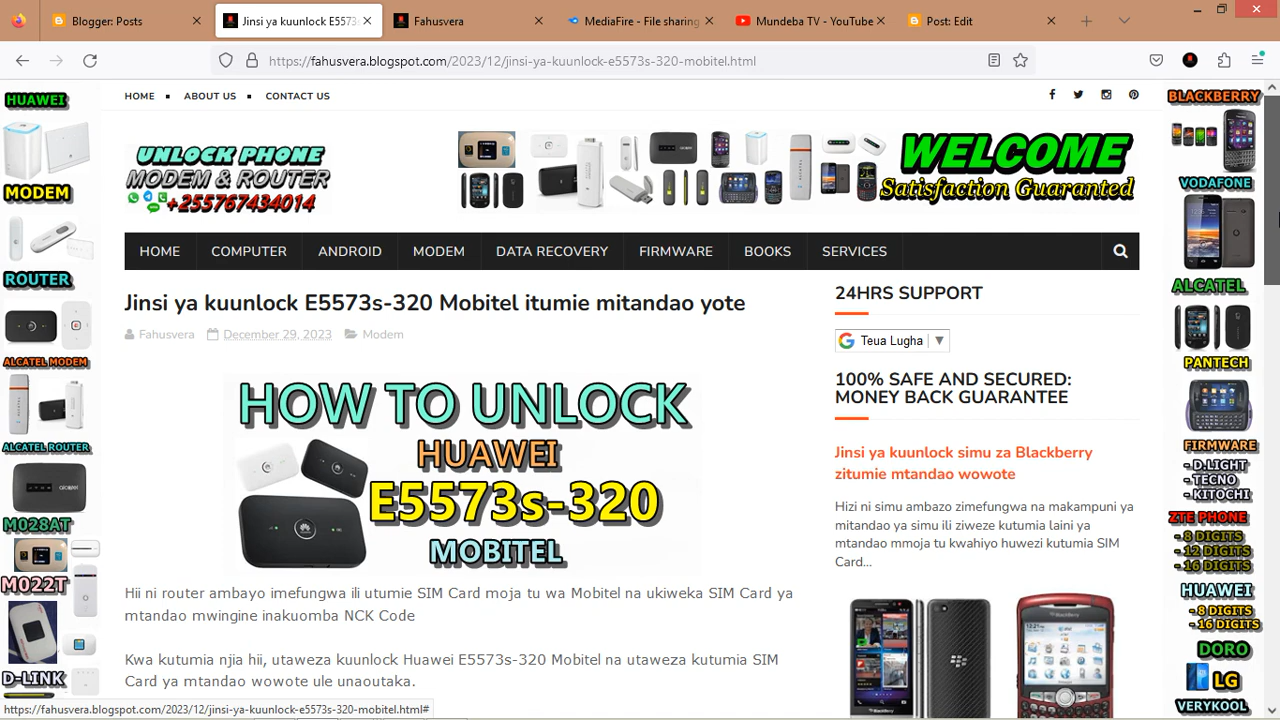 Blogger: Posts
Jinsi ya kuunlock E5573s
Fahusvera
MediaFire - File sharing
Mundeba TV - YouTube
Post: Edit
https://fahusvera.blogspot.com/2023/12/jinsi-ya-kuunlock-e5573s-320-mobitel.html
HOME
ABOUT US
CONTACT US
UNLOCK PHONE
MODEM & ROUTER
+255767434014
WELCOME
Satisfaction Guaranteed
HOME
COMPUTER
ANDROID
MODEM
DATA RECOVERY
FIRMWARE
BOOKS
SERVICES
Jinsi ya kuunlock E5573s-320 Mobitel itumie mitandao yote
Fahusvera
December 29, 2023
Modem
HOW TO UNLOCK
HUAWEI
E5573s-320
MOBITEL
Hii ni router ambayo imefungwa ili utumie SIM Card moja tu wa Mobitel na ukiweka SIM Card ya
mtandao mwingine inakuomba NCK Code
Kwa kutumia njia hii, utaweza kuunlock Huawei E5573s-320 Mobitel na utaweza kutumia SIM
Card ya mtandao wowote ule unaoutaka.
24HRS SUPPORT
Teua Lugha
100% SAFE AND SECURED:
MONEY BACK GUARANTEE
Jinsi ya kuunlock simu za Blackberry
zitumie mtandao wowote
Hizi ni simu ambazo zimefungwa na makampuni ya
mitandao ya simu ili ziweze kutumia laini ya
mtandao mmoja tu kwahiyo huwezi kutumia SIM
Card...
HUAWEI
MODEM
ROUTER
ALCATEL MODEM
ALCATEL ROUTER
alcatel
M028AT
M022T
D-LINK
BLACKBERRY
VODAFONE
ALCATEL
PANTECH
FIRMWARE
- D.LIGHT
- TECNO
- KITOCHI
ZTE PHONE
- 8 DIGITS
- 12 DIGITS
- 16 DIGITS
HUAWEI
- 8 DIGITS
- 16 DIGITS
DORO
LG
VERYKOOL
https://fahusvera.blogspot.com/2023/12/jinsi-ya-kuunlock-e5573s-320-mobitel.html#